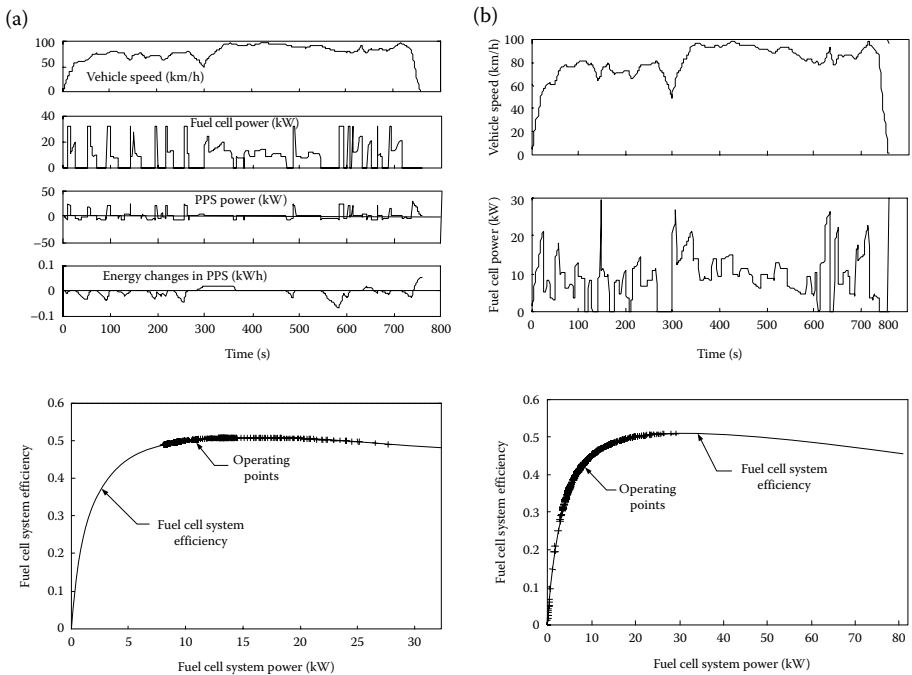 (a)
100
50
0
Vehicle speed (km/h)
40
20
0
Fuel cell power (kW)
50
0
−50
PPS power (kW)
0.1
0
−0.1
Energy changes in PPS (kWh)
0 100 200 300 400 500 600 700 800
Time (s)
0.6
0.5
0.4
0.3
0.2
0.1
0
Fuel cell system efficiency
Operating
points
Fuel cell system
efficiency
0 5 10 15 20 25 30
Fuel cell system power (kW)
(b)
100
80
60
40
20
0
Vehicle speed (km/h)
30
20
10
0
Fuel cell power (kW)
0 100 200 300 400 500 600 700 800
Time (s)
0.6
0.5
0.4
0.3
0.2
0.1
0
Fuel cell system efficiency
Fuel cell system
efficiency
Operating
points
0 10 20 30 40 50 60 70 80
Fuel cell system power (kW)